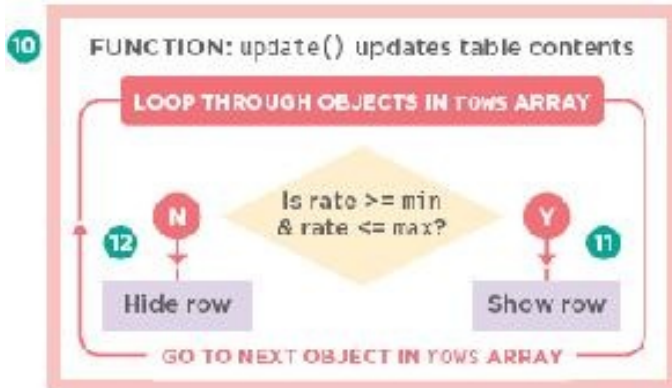 10
FUNCTION: update() updates table contents
LOOP THROUGH OBJECTS IN rows ARRAY
Is rate >= min
& rate <= max?
N
Y
12
11
Hide row
Show row
GO TO NEXT OBJECT IN rows ARRAY